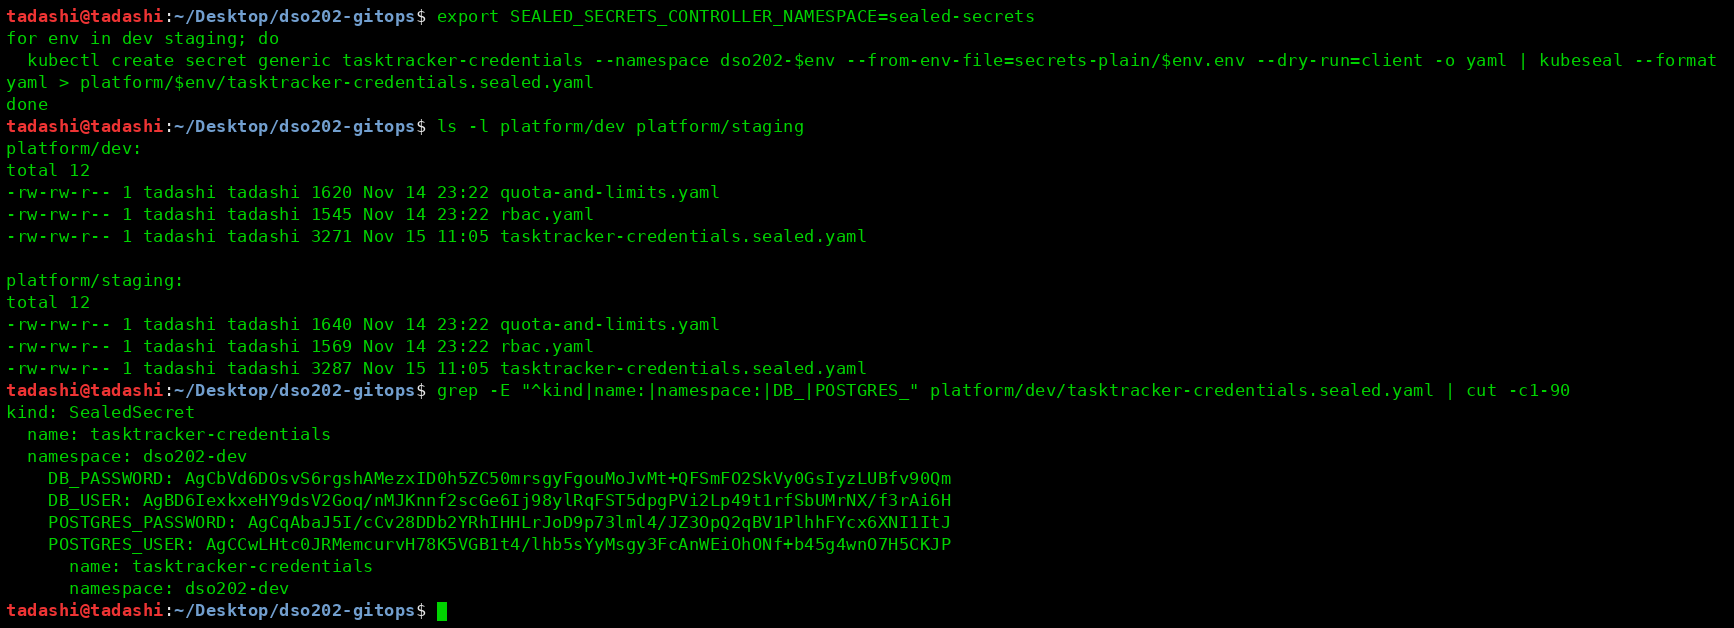 tadashi@tadashi:~/Desktop/dso202-gitops$ export SEALED_SECRETS_CONTROLLER_NAMESPACE=sealed-secrets
for env in dev staging; do
  kubectl create secret generic tasktracker-credentials --namespace dso202-$env --from-env-file=secrets-plain/$env.env --dry-run=client -o yaml | kubeseal --format
yaml > platform/$env/tasktracker-credentials.sealed.yaml
done
tadashi@tadashi:~/Desktop/dso202-gitops$ ls -l platform/dev platform/staging
platform/dev:
total 12
-rw-rw-r-- 1 tadashi tadashi 1620 Nov 14 23:22 quota-and-limits.yaml
-rw-rw-r-- 1 tadashi tadashi 1545 Nov 14 23:22 rbac.yaml
-rw-rw-r-- 1 tadashi tadashi 3271 Nov 15 11:05 tasktracker-credentials.sealed.yaml

platform/staging:
total 12
-rw-rw-r-- 1 tadashi tadashi 1640 Nov 14 23:22 quota-and-limits.yaml
-rw-rw-r-- 1 tadashi tadashi 1569 Nov 14 23:22 rbac.yaml
-rw-rw-r-- 1 tadashi tadashi 3287 Nov 15 11:05 tasktracker-credentials.sealed.yaml
tadashi@tadashi:~/Desktop/dso202-gitops$ grep -E "^kind|name:|namespace:|DB_|POSTGRES_" platform/dev/tasktracker-credentials.sealed.yaml | cut -c1-90
kind: SealedSecret
  name: tasktracker-credentials
  namespace: dso202-dev
    DB_PASSWORD: AgCbVd6DOsvS6rgshAMezxID0h5ZC50mrsgyFgouMoJvMt+QFSmFO2SkVy0GsIyzLUBfv90Qm
    DB_USER: AgBD6IexkxeHY9dsV2Goq/nMJKnnf2scGe6Ij98ylRqFST5dpgPVi2Lp49t1rfSbUMrNX/f3rAi6H
    POSTGRES_PASSWORD: AgCqAbaJ5I/cCv28DDb2YRhIHHLrJoD9p73lml4/JZ3OpQ2qBV1PlhhFYcx6XNI1ItJ
    POSTGRES_USER: AgCCwLHtc0JRMemcurvH78K5VGB1t4/lhb5sYyMsgy3FcAnWEiOhONf+b45g4wnO7H5CKJP
      name: tasktracker-credentials
      namespace: dso202-dev
tadashi@tadashi:~/Desktop/dso202-gitops$